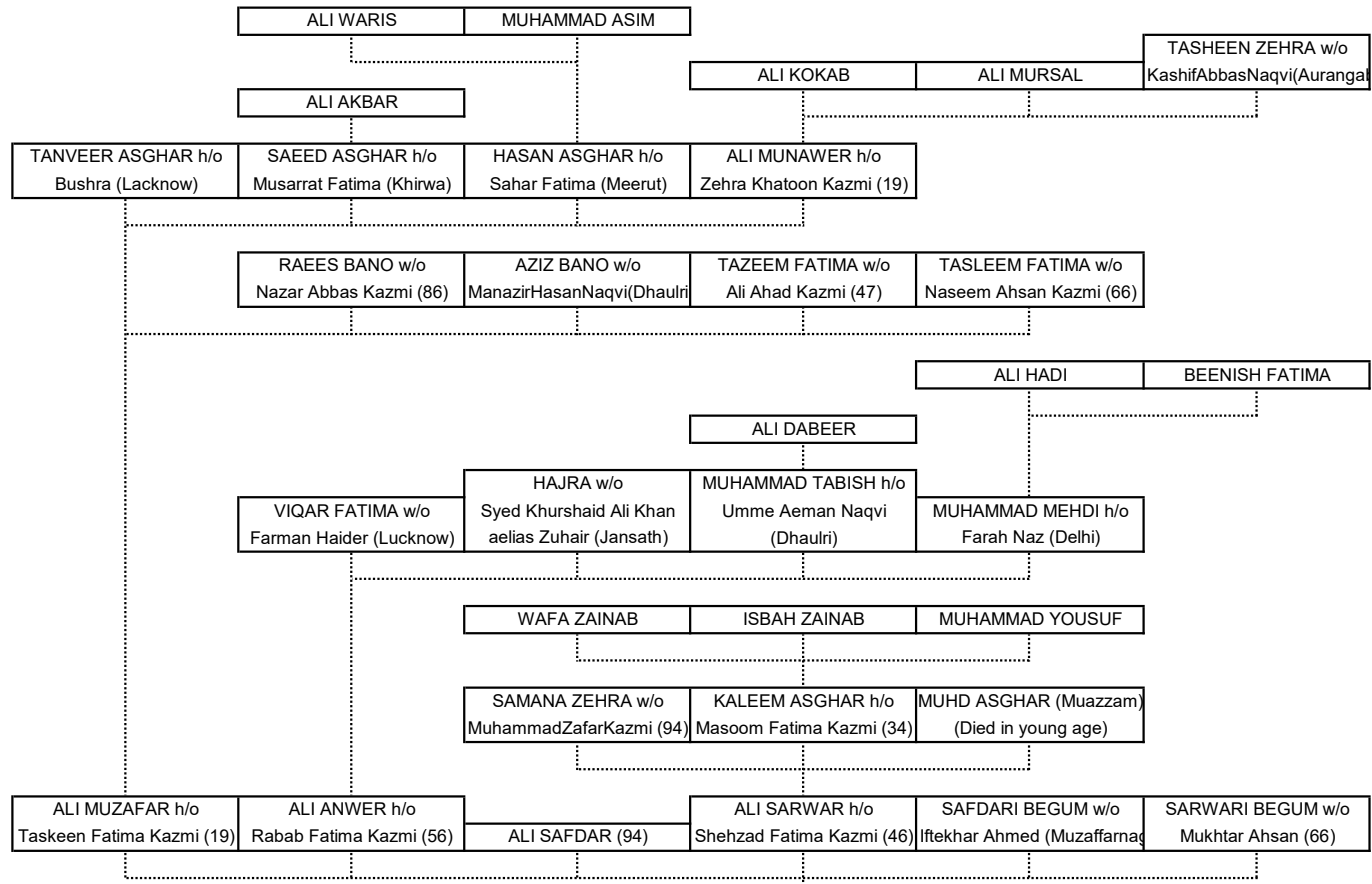 ALI WARIS
MUHAMMAD ASIM
TASHEEN ZEHRA w/o
KashifAbbasNaqvi(Aurangal
ALI KOKAB
ALI MURSAL
ALI AKBAR
TANVEER ASGHAR h/o
Bushra (Lacknow)
SAEED ASGHAR h/o
Musarrat Fatima (Khirwa)
HASAN ASGHAR h/o
Sahar Fatima (Meerut)
ALI MUNAWER h/o
Zehra Khatoon Kazmi (19)
RAEES BANO w/o
Nazar Abbas Kazmi (86)
AZIZ BANO w/o
ManazirHasanNaqvi(Dhaulri
TAZEEM FATIMA w/o
Ali Ahad Kazmi (47)
TASLEEM FATIMA w/o
Naseem Ahsan Kazmi (66)
ALI HADI
BEENISH FATIMA
ALI DABEER
VIQAR FATIMA w/o
Farman Haider (Lucknow)
HAJRA w/o
Syed Khurshaid Ali Khan
aelias Zuhair (Jansath)
MUHAMMAD TABISH h/o
Umme Aeman Naqvi
(Dhaulri)
MUHAMMAD MEHDI h/o
Farah Naz (Delhi)
WAFA ZAINAB
ISBAH ZAINAB
MUHAMMAD YOUSUF
SAMANA ZEHRA w/o
MuhammadZafarKazmi (94)
KALEEM ASGHAR h/o
Masoom Fatima Kazmi (34)
MUHD ASGHAR (Muazzam)
(Died in young age)
ALI MUZAFAR h/o
Taskeen Fatima Kazmi (19)
ALI ANWER h/o
Rabab Fatima Kazmi (56)
ALI SAFDAR (94)
ALI SARWAR h/o
Shehzad Fatima Kazmi (46)
SAFDARI BEGUM w/o
Iftekhar Ahmed (Muzaffarnag
SARWARI BEGUM w/o
Mukhtar Ahsan (66)